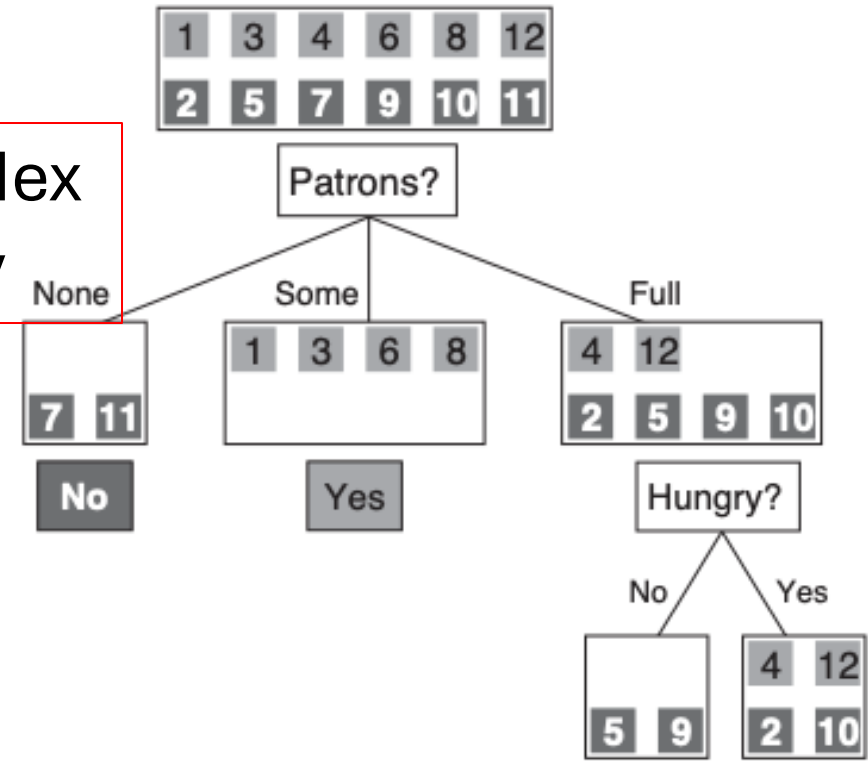 1 3 4 6 8 12
2 5 7 9 10 11
Patrons?
None Some Full
1 3 6 8 4 12
7 11 2 5 9 10
No Yes Hungry?
No Yes
4 12
5 9 2 10